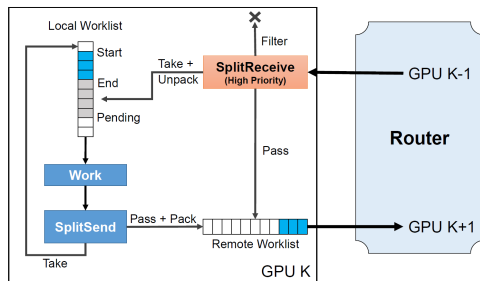 Local Worklist
Start
End
Pending
Work
SplitSend
Take
Pass + Pack
Take +
Unpack
Filter
SplitReceive
(High Priority)
Pass
Remote Worklist
GPU K
GPU K-1
Router
GPU K+1